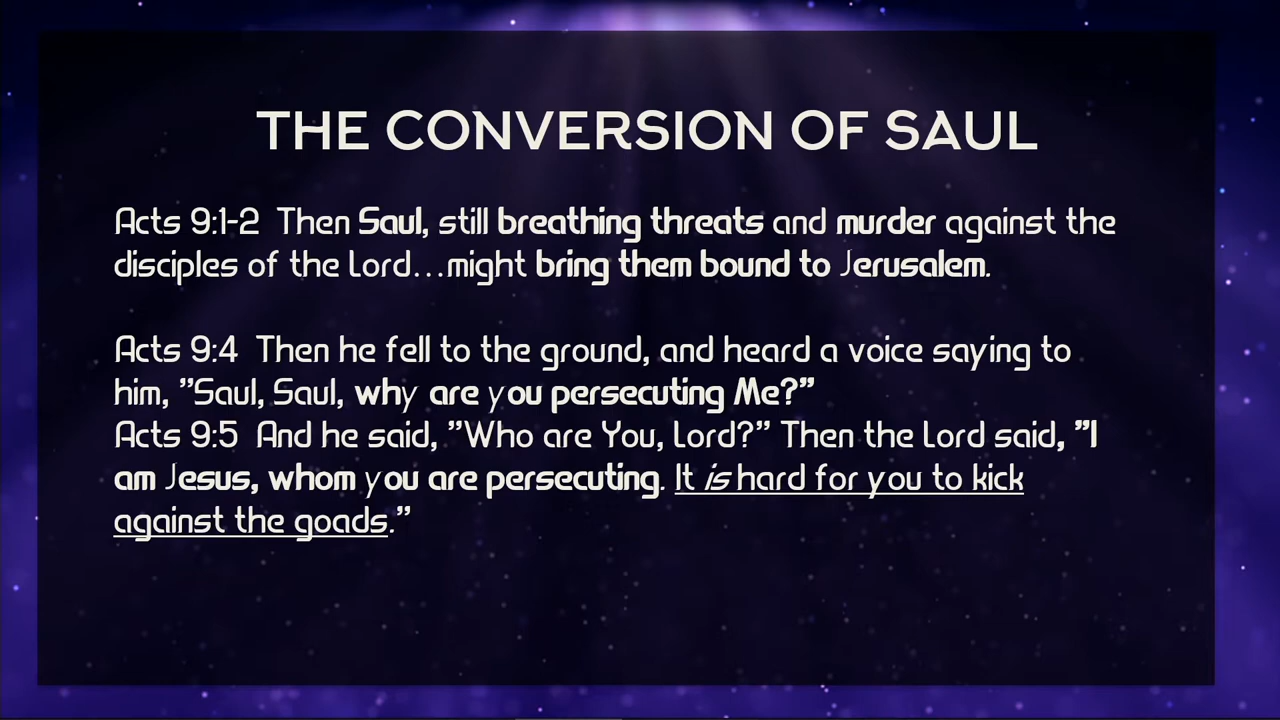 THE CONVERSION OF SAUL
Acts 9:1-2 Then Saul, still breathing threats and murder against the
disciples of the Lord...might bring them bound to Jerusalem.
Acts 9:4 Then he fell to the ground, and heard a voice saying to
him, "Saul, Saul, why are you persecuting Me?"
Acts 9:5 And he said, "Who are You, Lord?" Then the Lord said, "I
am Jesus, whom you are persecuting. It is hard for you to kick
against the goads."